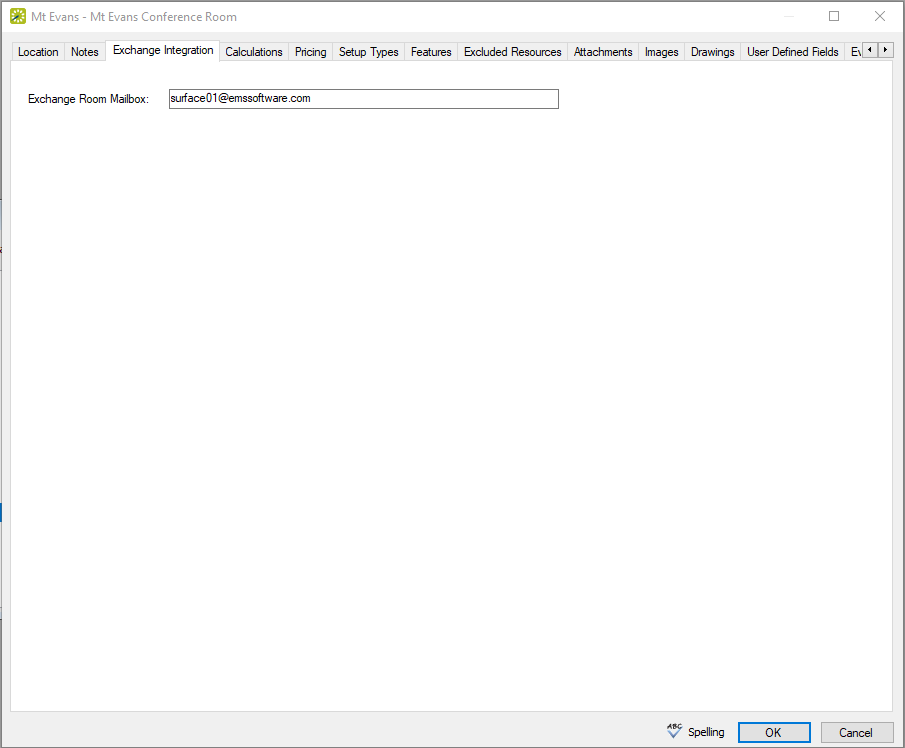 Mt Evans - Mt Evans Conference Room
Location Notes Exchange Integration Calculations Pricing Setup Types Features Excluded Resources Attachments Images Drawings User Defined Fields
Exchange Room Mailbox: surface01@emssoftware.com
ABC Spelling OK Cancel